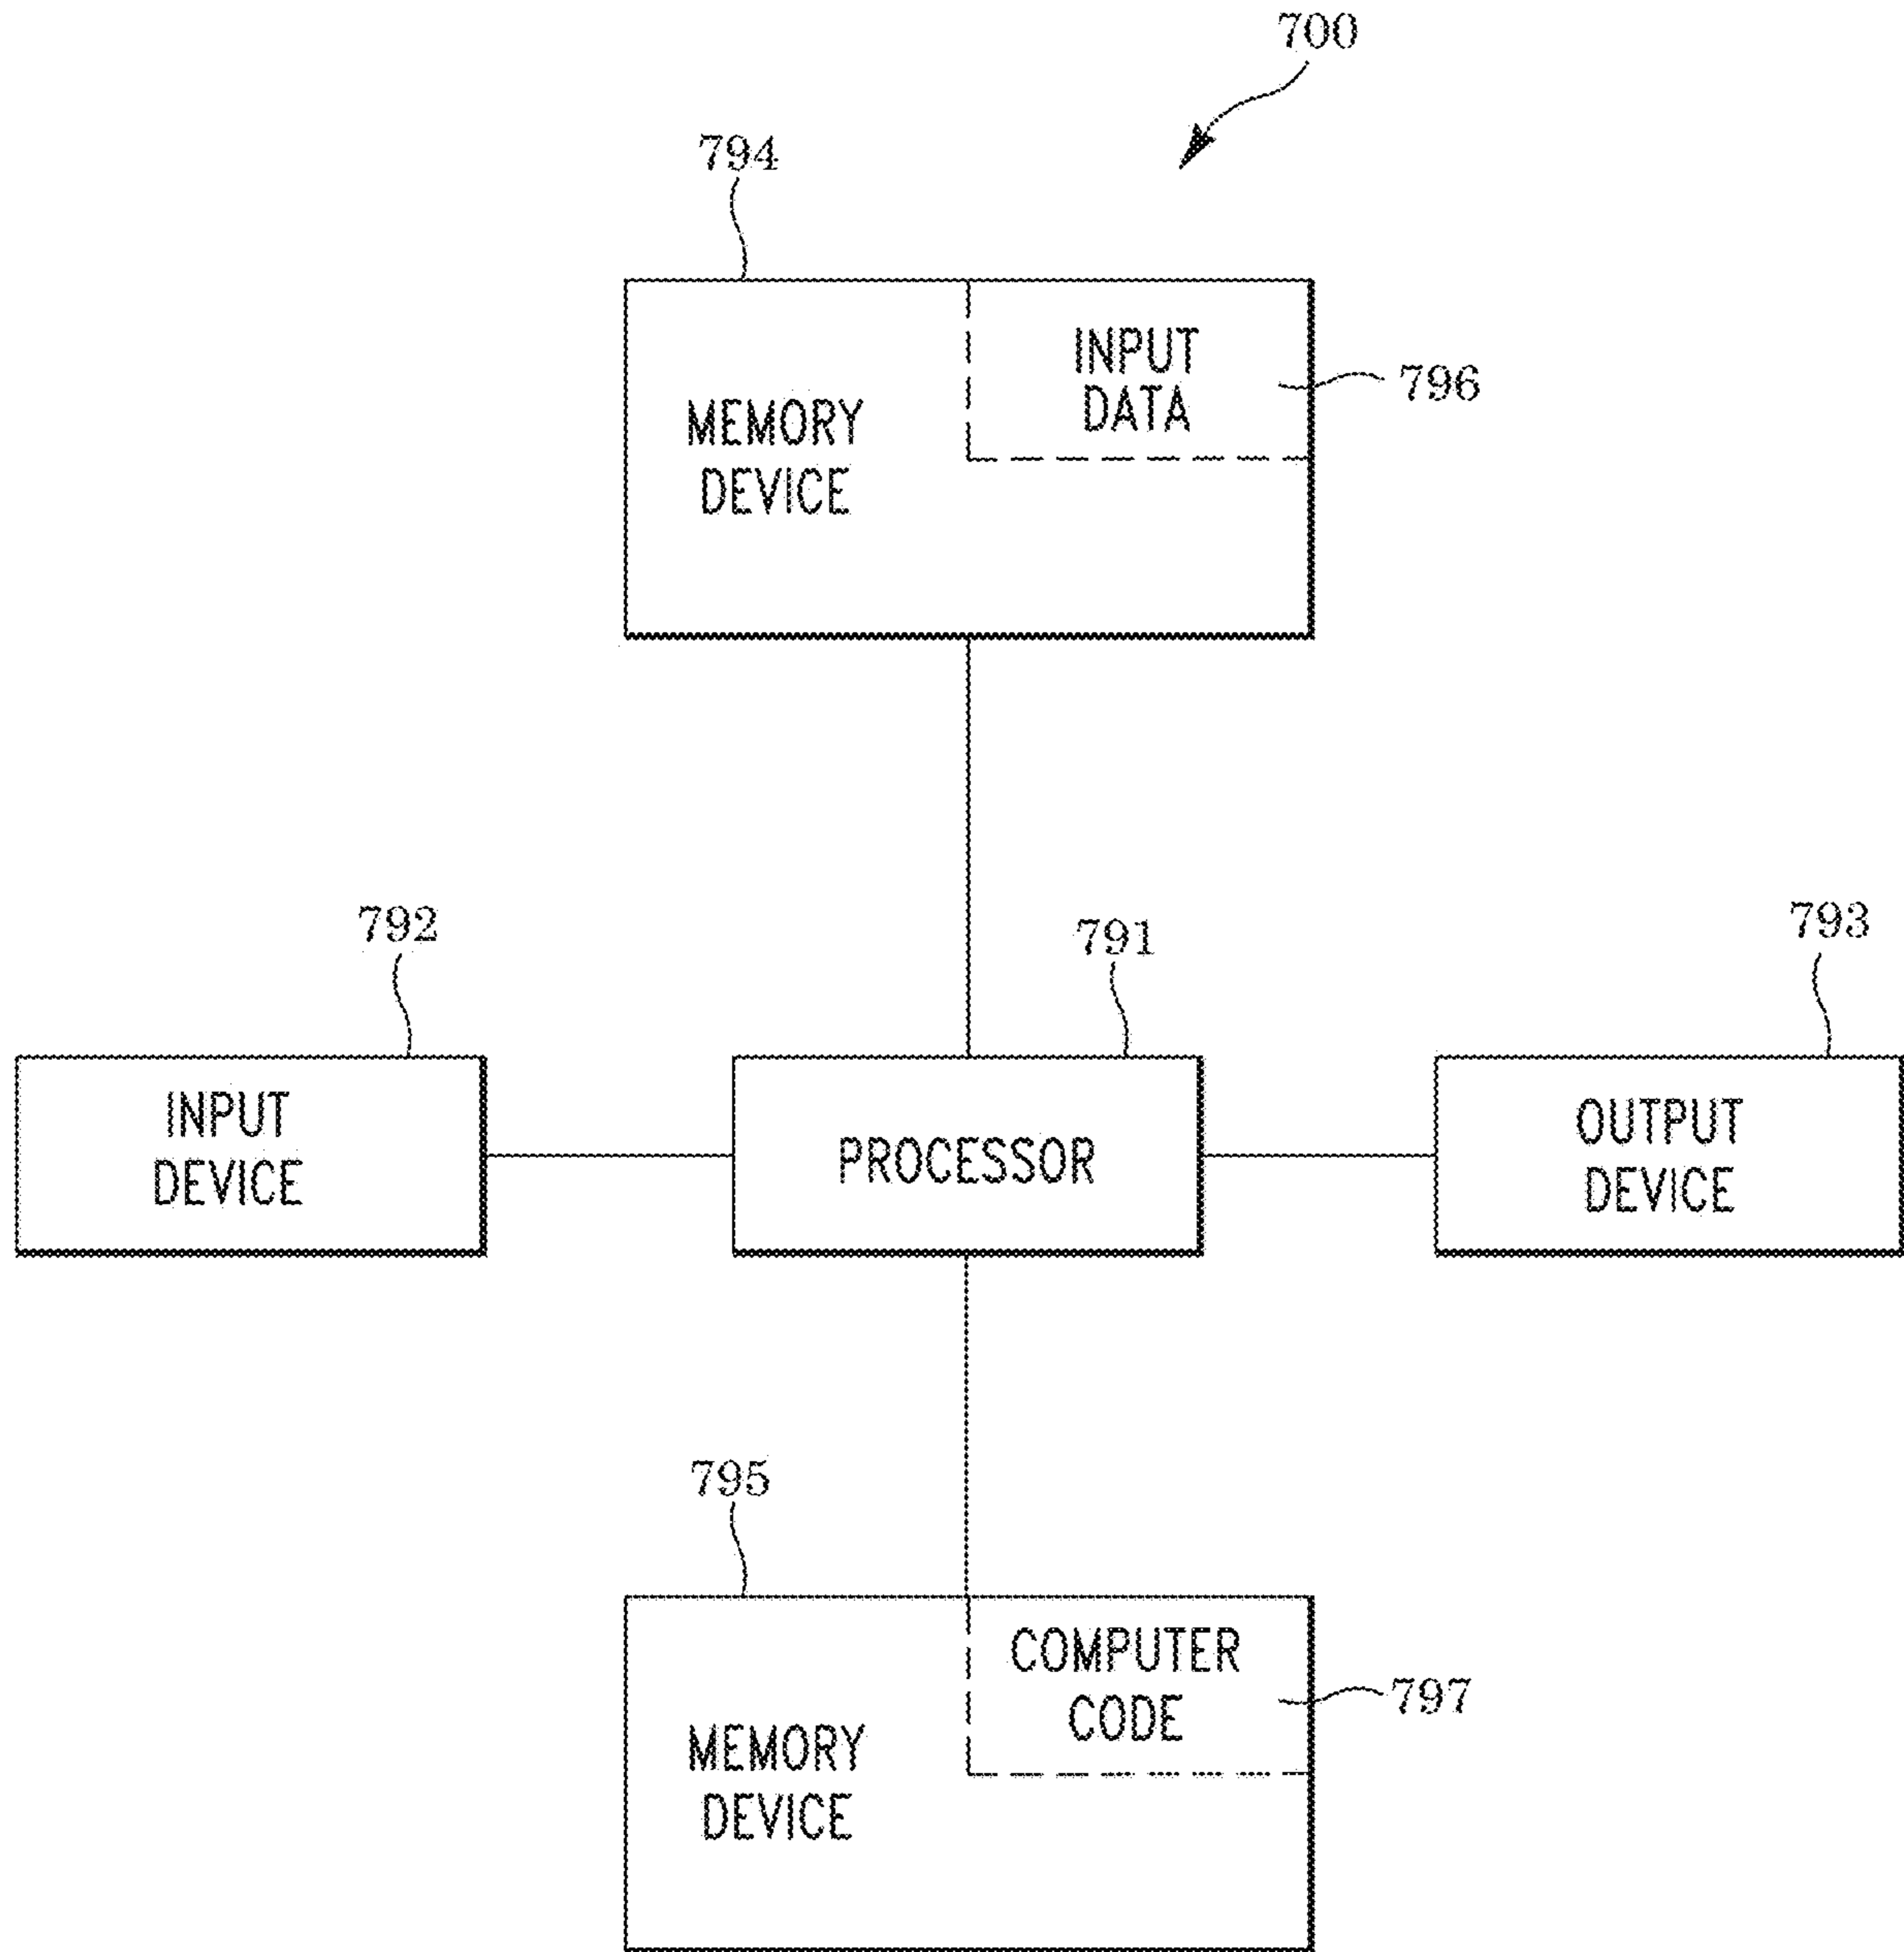 700
794
INPUT
DATA
796
MEMORY
DEVICE
792
791
793
INPUT
DEVICE
PROCESSOR
OUTPUT
DEVICE
795
COMPUTER
CODE
797
MEMORY
DEVICE